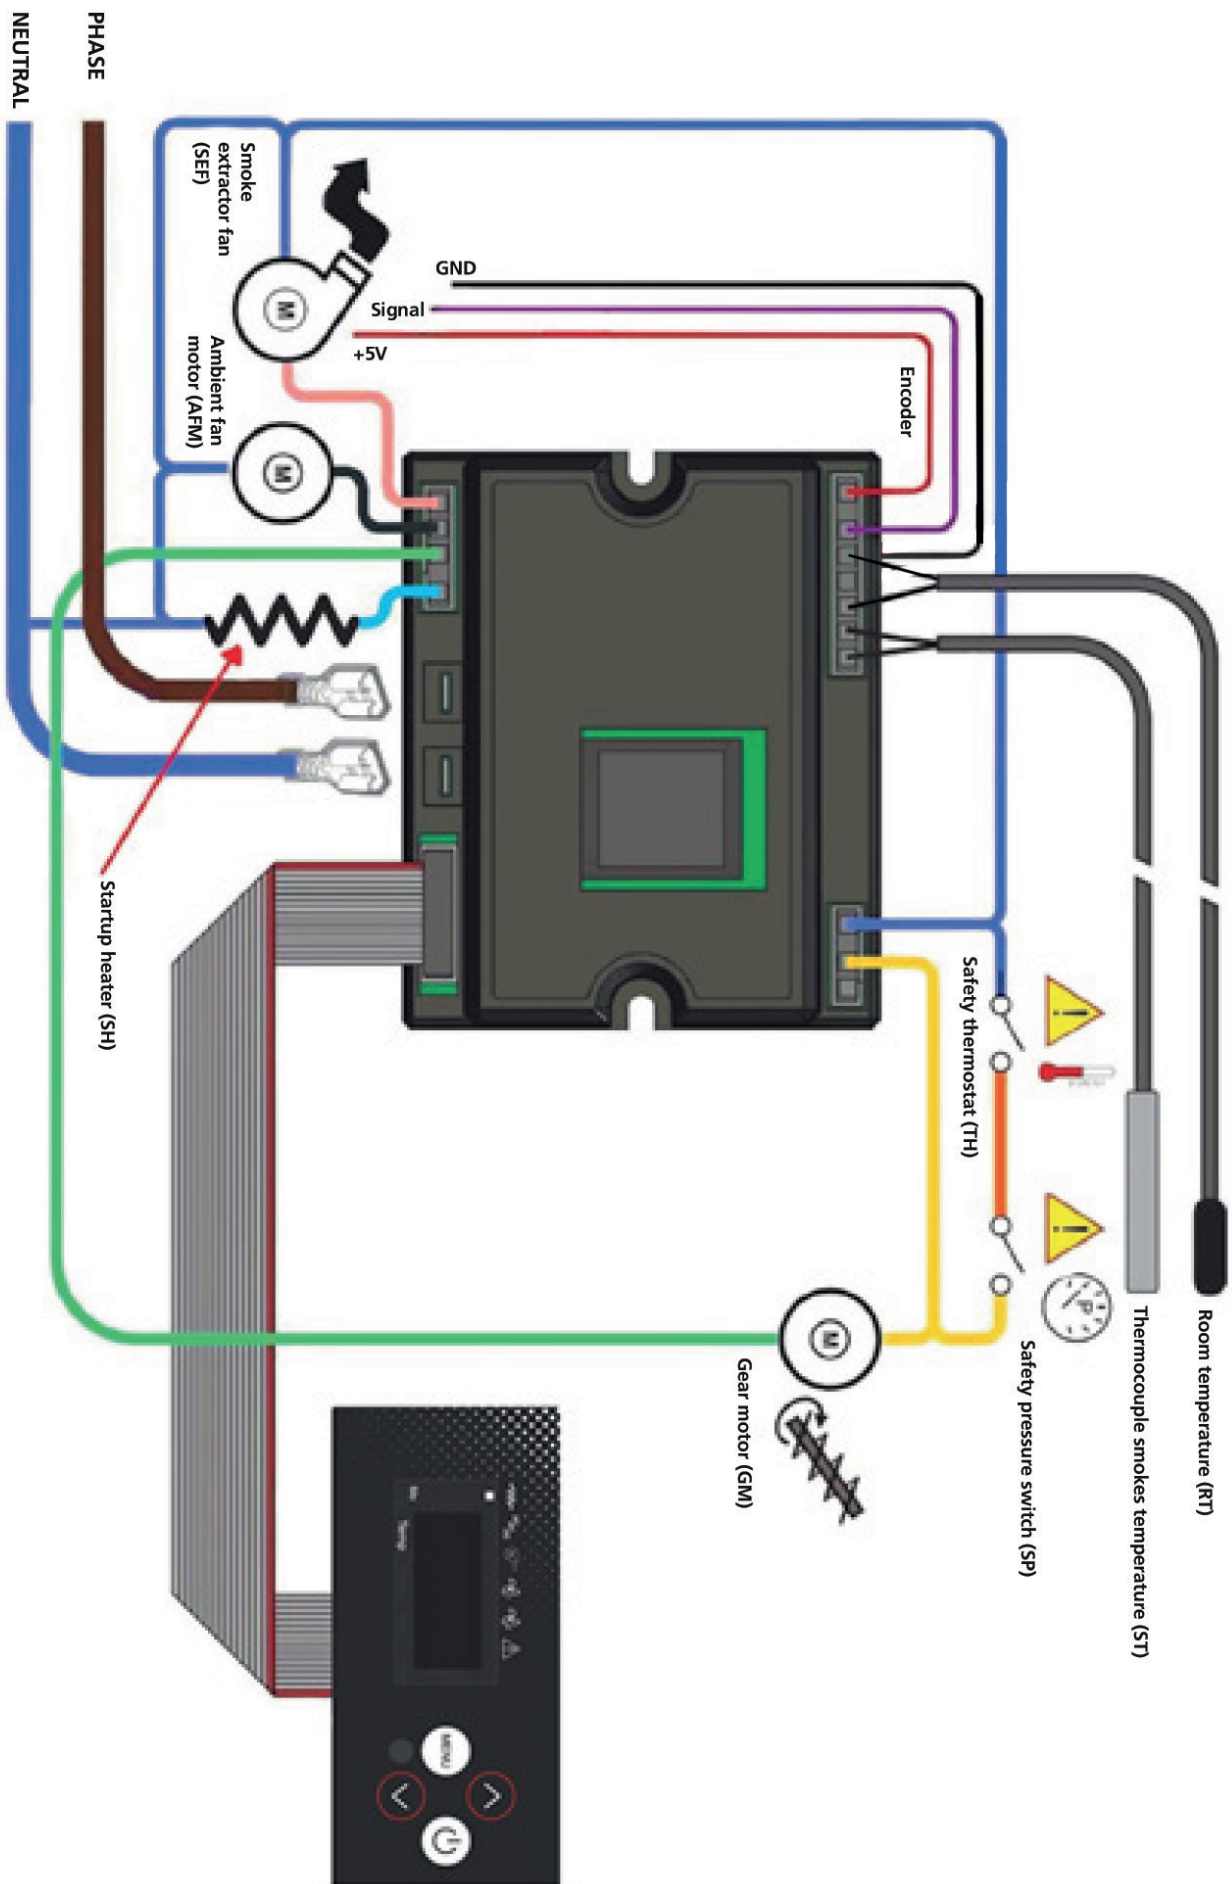 NEUTRAL
PHASE
Smoke
extractor fan
(SEF)
M
GND
Signal
+5V
Encoder
Ambient fan
motor (AFM)
M
Startup heater (SH)
Safety thermostat (TH)
Safety pressure switch (SP)
P
Thermocouple smokes temperature (ST)
Room temperature (RT)
Gear motor (GM)
M
Temp
MENU